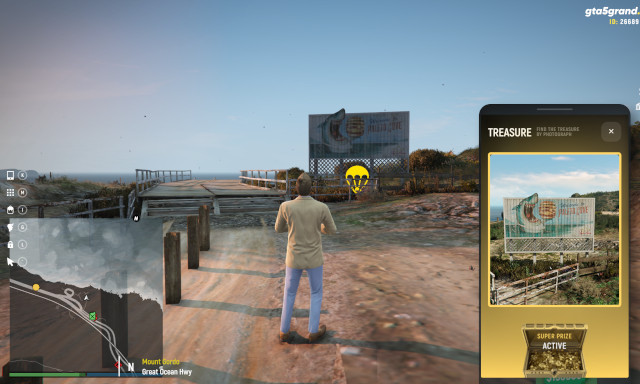 gta5grand.
ID: 26689
TREASURE
FIND THE TREASURE
BY PHOTOGRAPH
SUPER PRIZE
ACTIVE
N
Mount Gordo
N
Great Ocean Hwy